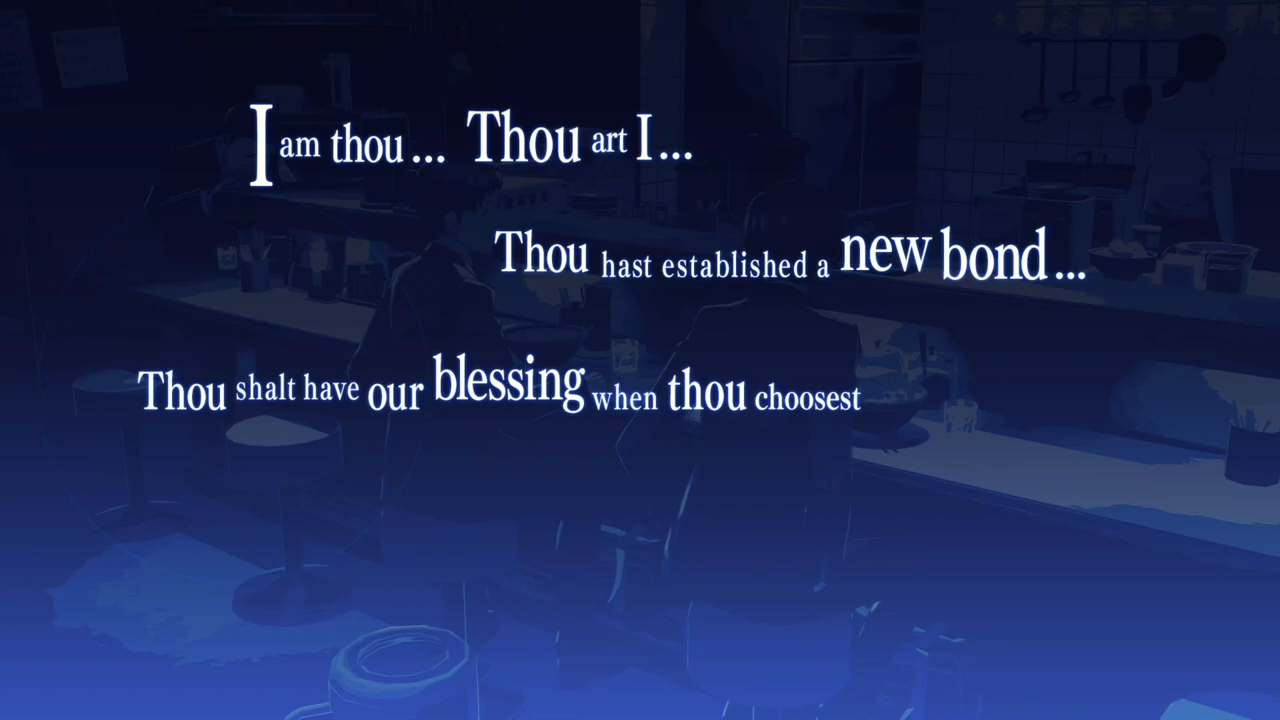 I am thou... Thou art I...
Thou hast established a new bond...
Thou shalt have our blessing when thou choosest